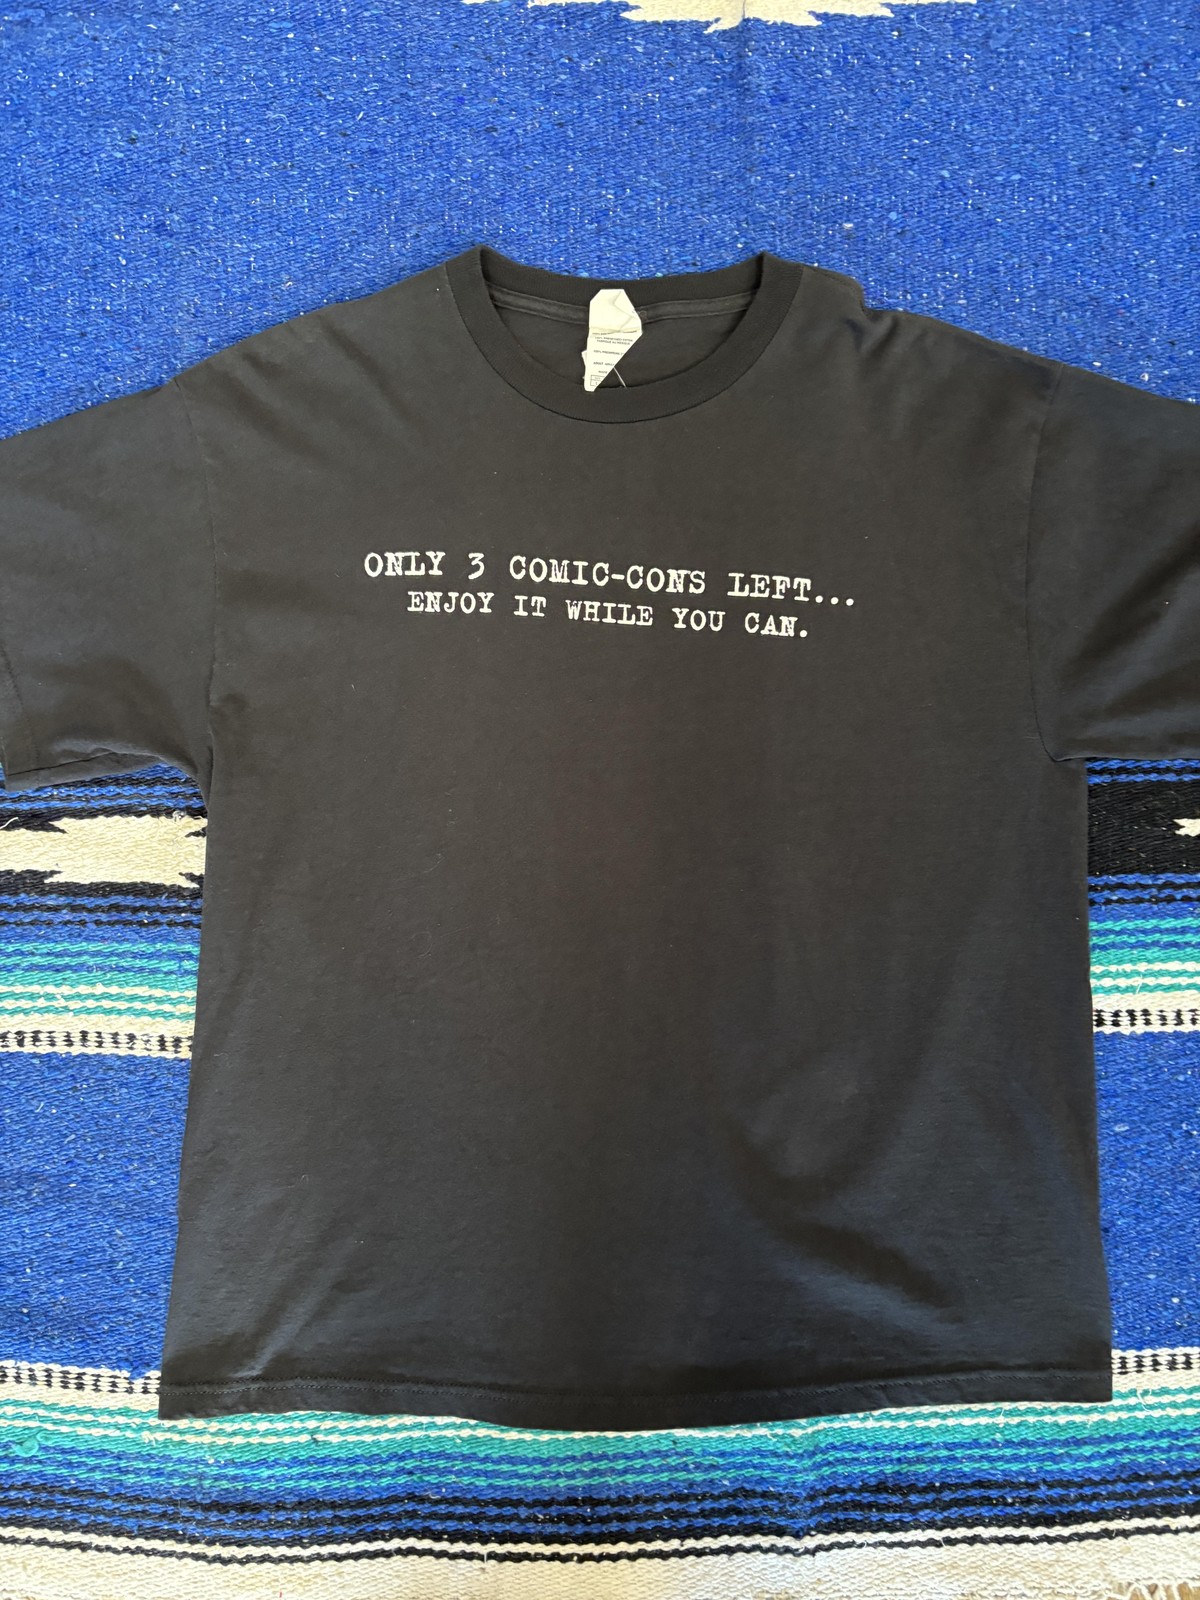 ONLY 3 COMIC-CONS LEFT...
ENJOY IT WHILE YOU CAN.